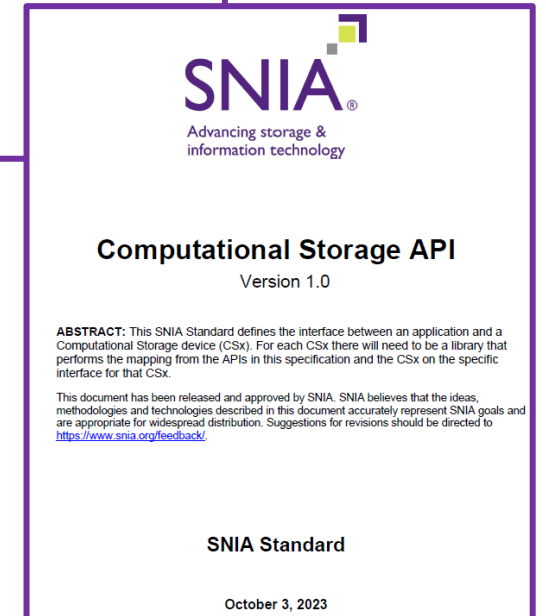 SNIA®
Advancing storage &
information technology
Computational Storage API
Version 1.0
ABSTRACT: This SNIA Standard defines the interface between an application and a
Computational Storage device (CSx). For each CSx there will need to be a library that
performs the mapping from the APIs in this specification and the CSx on the specific
interface for that CSx.
This document has been released and approved by SNIA. SNIA believes that the ideas,
methodologies and technologies described in this document accurately represent SNIA goals and
are appropriate for widespread distribution. Suggestions for revisions should be directed to
https://www.snia.org/feedback/.
SNIA Standard
October 3, 2023